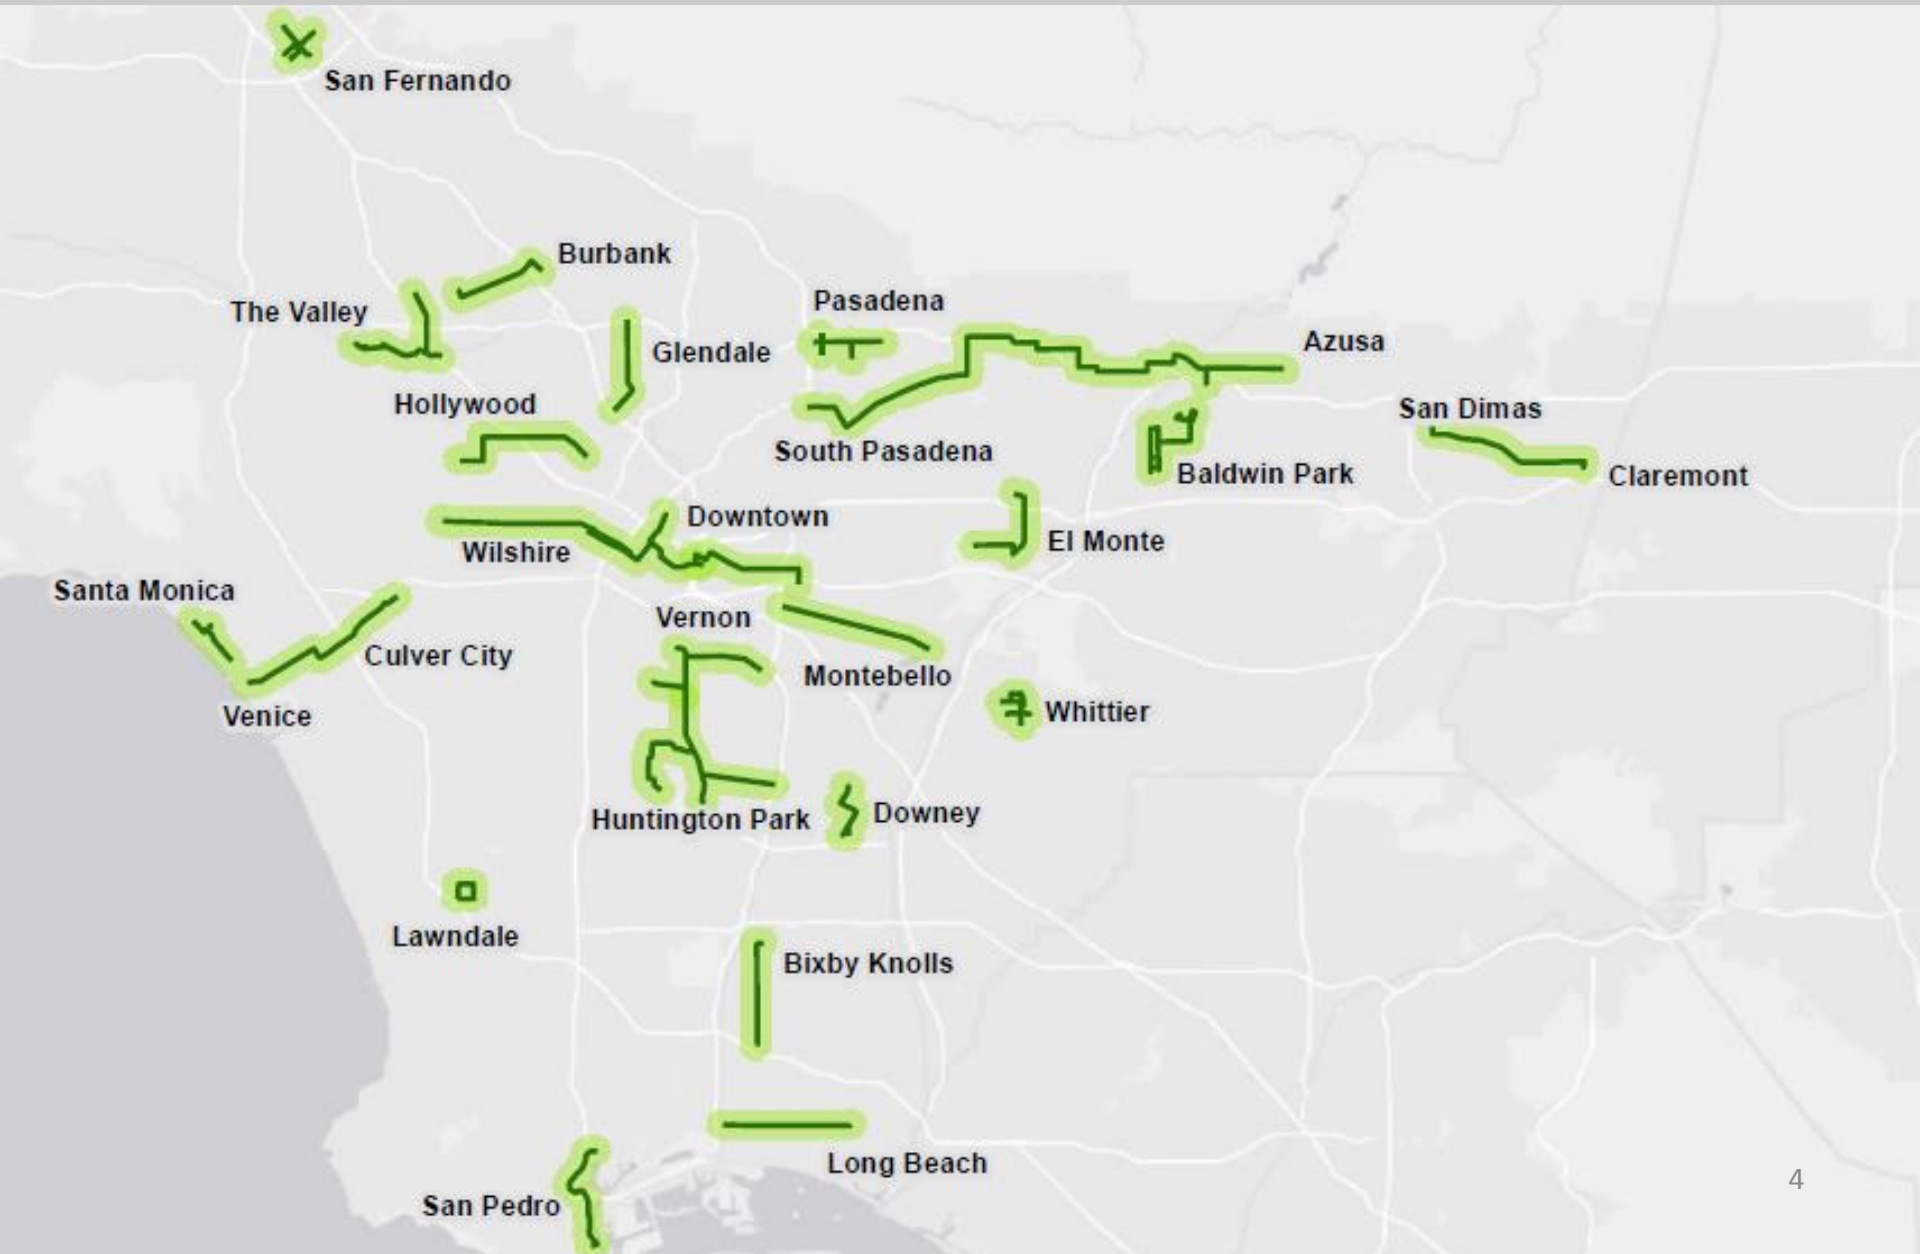 San Fernando
Burbank
Pasadena
The Valley
Azusa
Glendale
Hollywood
San Dimas
South Pasadena
Baldwin Park
Claremont
Downtown
El Monte
Wilshire
Santa Monica
Vernon
Culver City
Montebello
Whittier
Venice
Downey
Huntington Park
Lawndale
Bixby Knolls
Long Beach
4
San Pedro